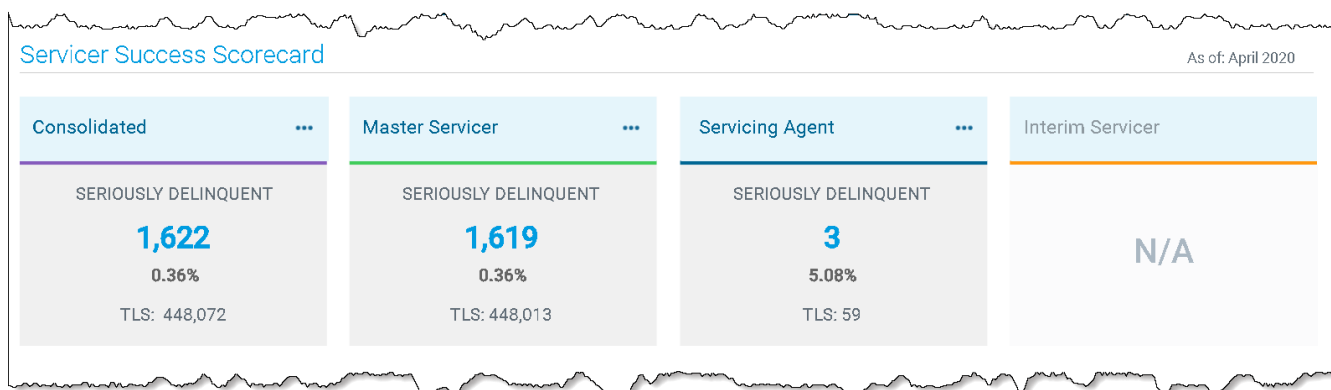 Servicer Success Scorecard
As of: April 2020
Consolidated •••
Master Servicer •••
Servicing Agent •••
Interim Servicer
SERIOUSLY DELINQUENT
1,622
0.36%
TLS: 448,072
SERIOUSLY DELINQUENT
1,619
0.36%
TLS: 448,013
SERIOUSLY DELINQUENT
3
5.08%
TLS: 59
N/A